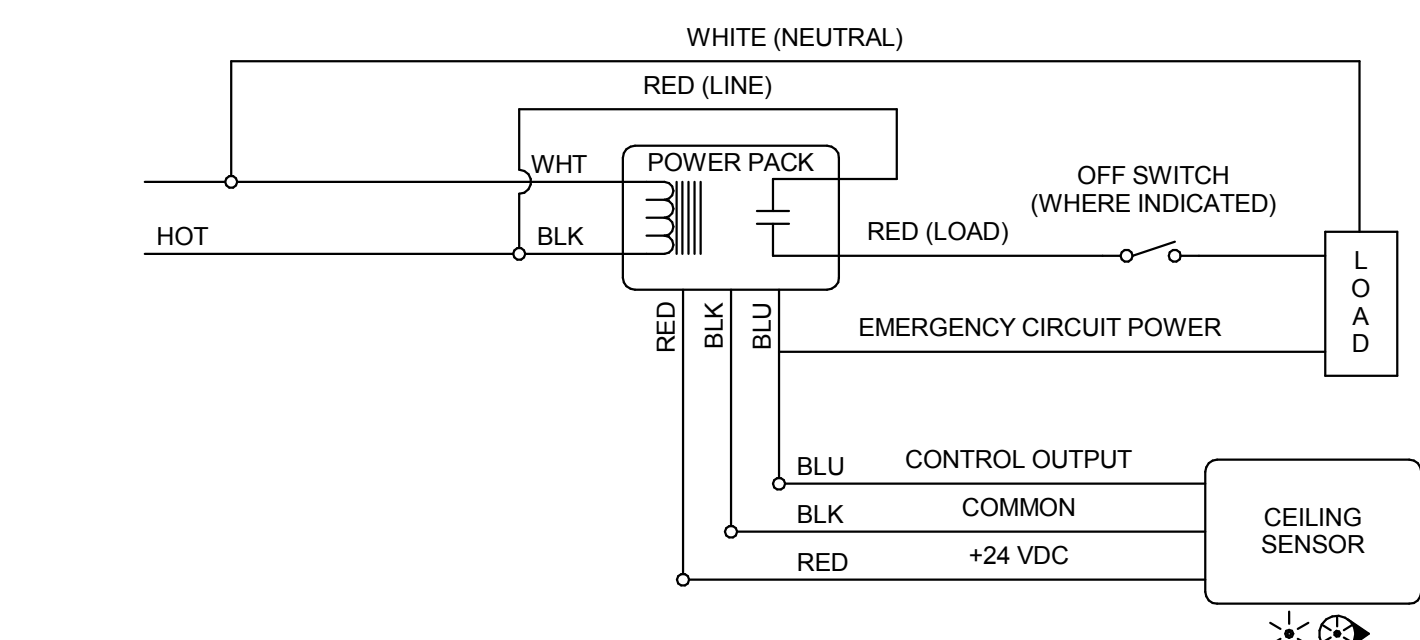 WHITE (NEUTRAL)
RED (LINE)
WHT
POWER PACK
OFF SWITCH
(WHERE INDICATED)
HOT
BLK
RED (LOAD)
LOAD
RED
BLK
BLU
EMERGENCY CIRCUIT POWER
BLU
CONTROL OUTPUT
BLK
COMMON
RED
+24 VDC
CEILING
SENSOR